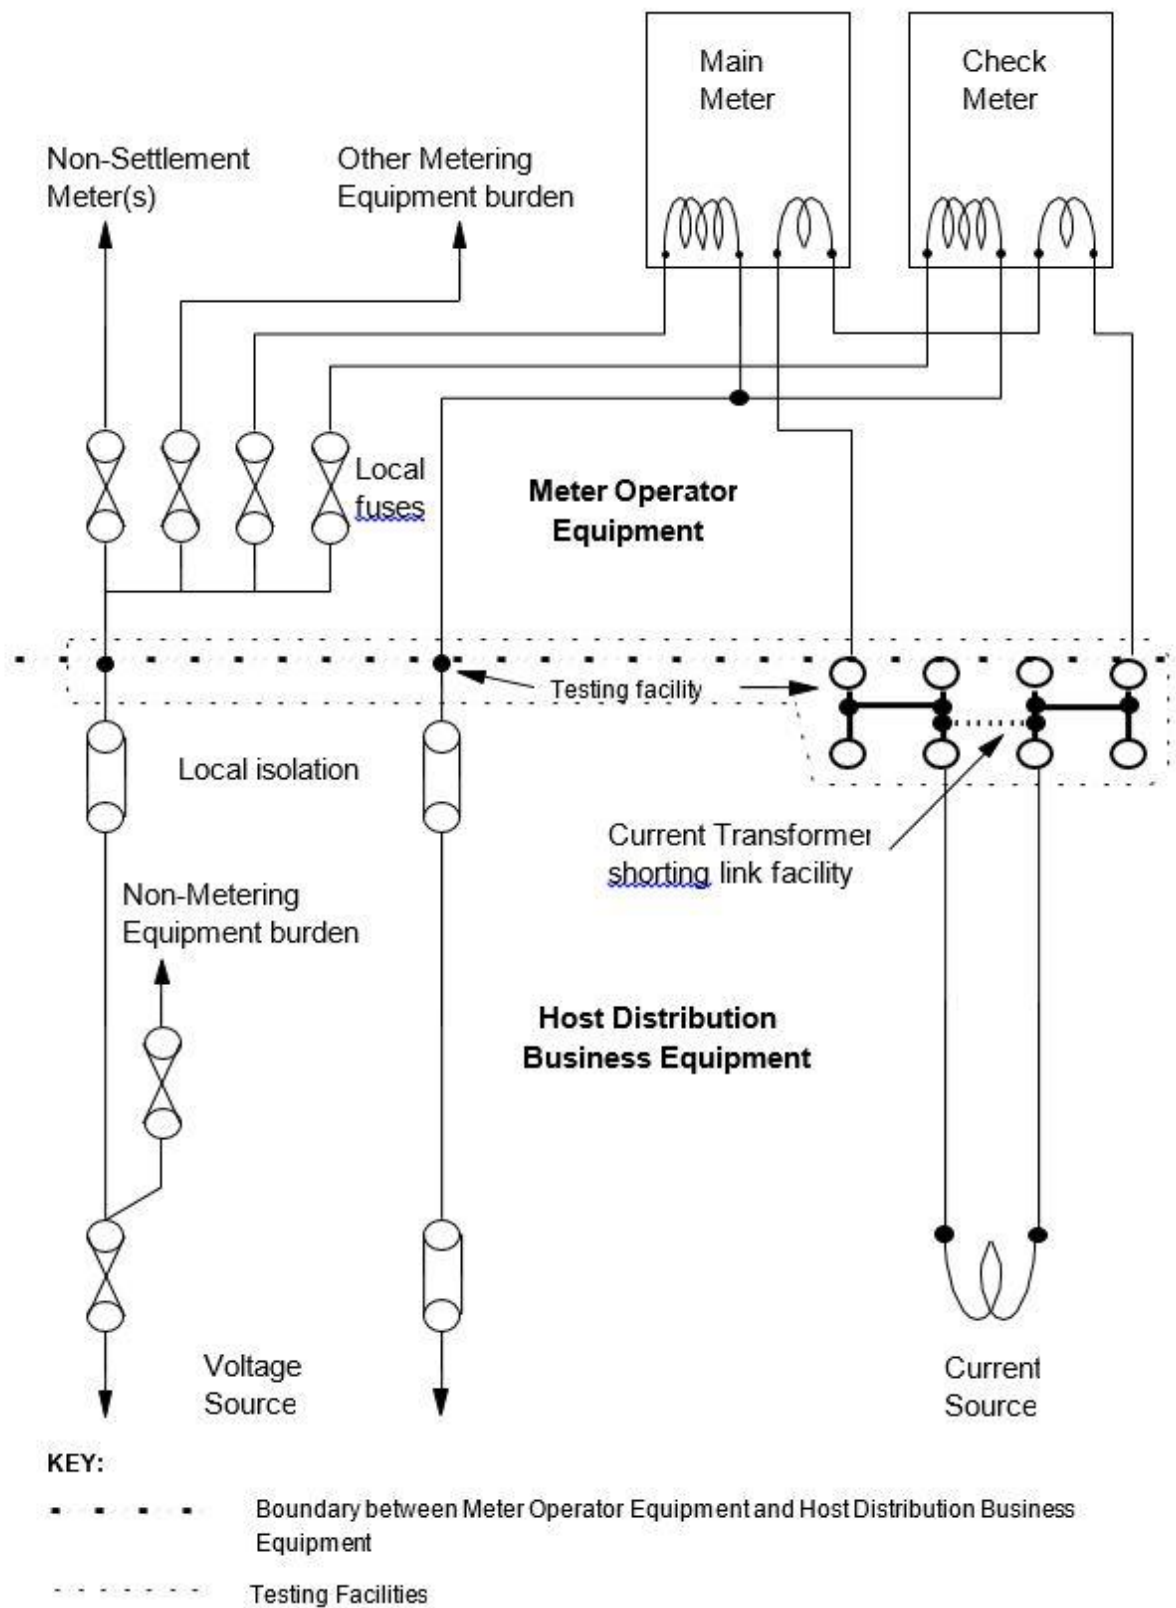 Main
Meter
Check
Meter
Non-Settlement
Meter(s)
Other Metering
Equipment burden
Local
fuses
Meter Operator
Equipment
Testing facility
Local isolation
Current Transformer
shorting link facility
Non-Metering
Equipment burden
Host Distribution
Business Equipment
Voltage
Source
Current
Source
KEY:
Boundary between Meter Operator Equipment and Host Distribution Business
Equipment
Testing Facilities